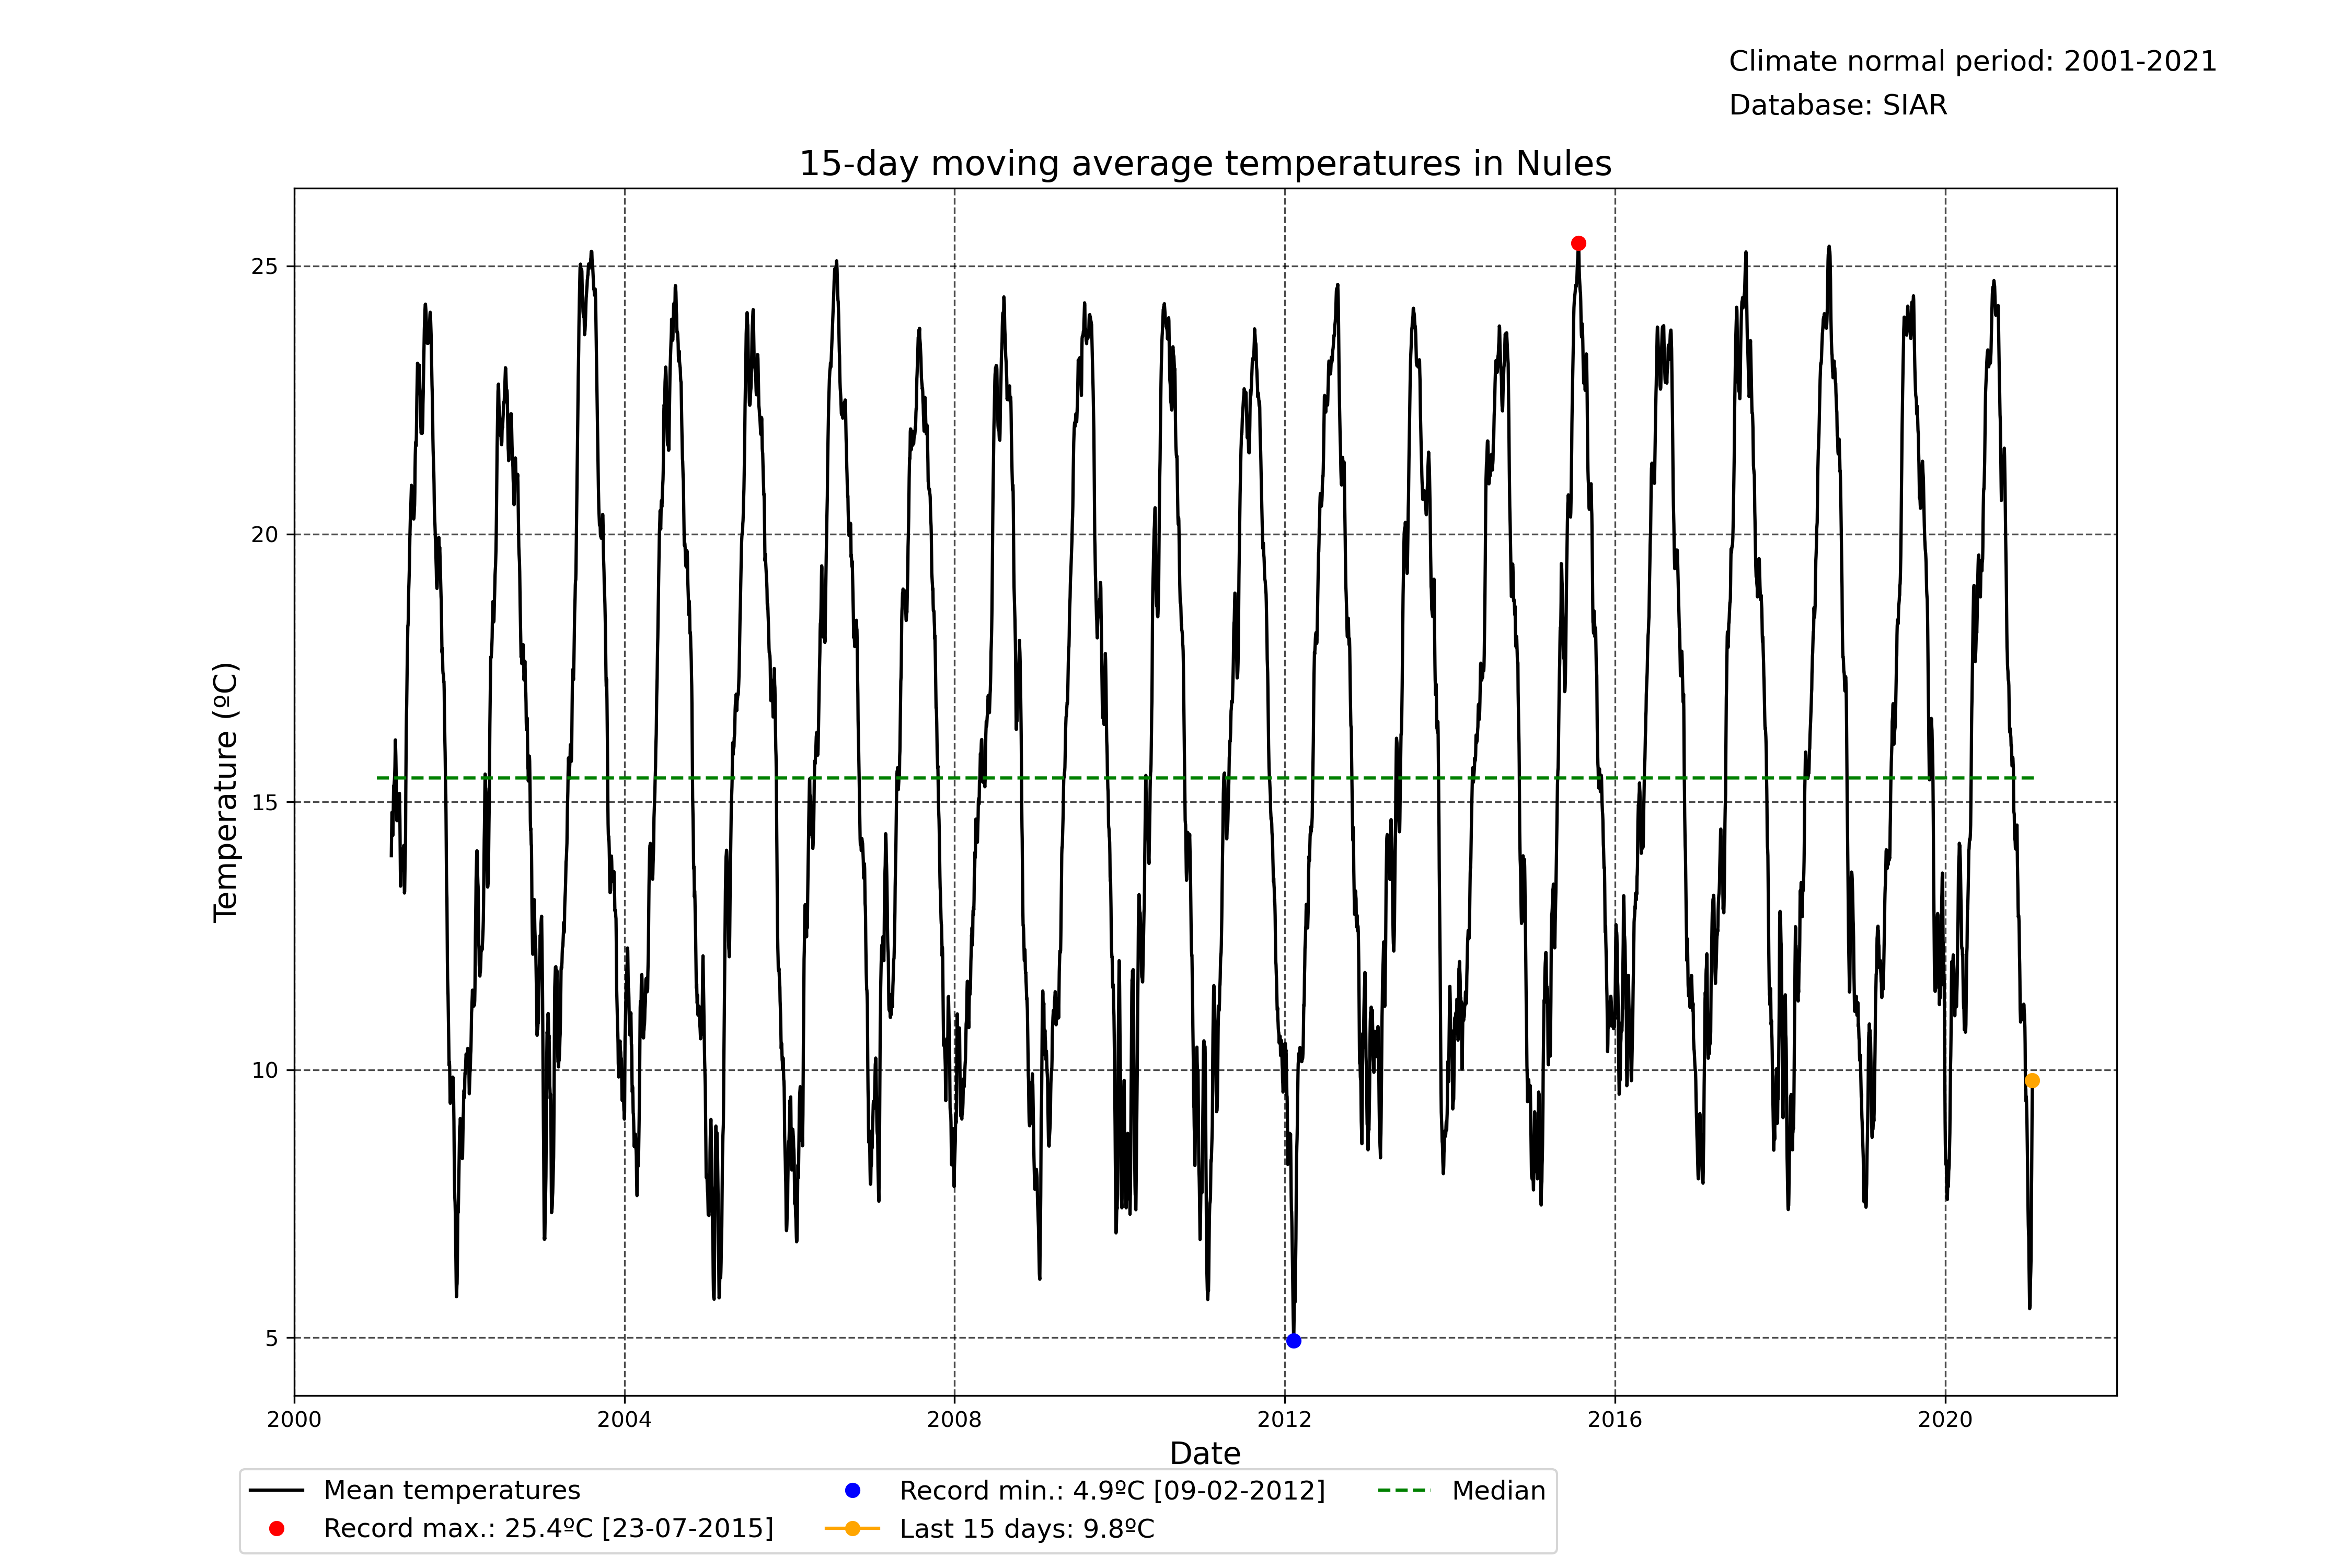 Climate normal period: 2001-2021
Database: SIAR
15-day moving average temperatures in Nules
Temperature (ºC)
25
20
15
10
5
2000 2004 2008 2012 2016 2020
Date
Mean temperatures
Record max.: 25.4ºC [23-07-2015]
Record min.: 4.9ºC [09-02-2012]
Last 15 days: 9.8ºC
Median